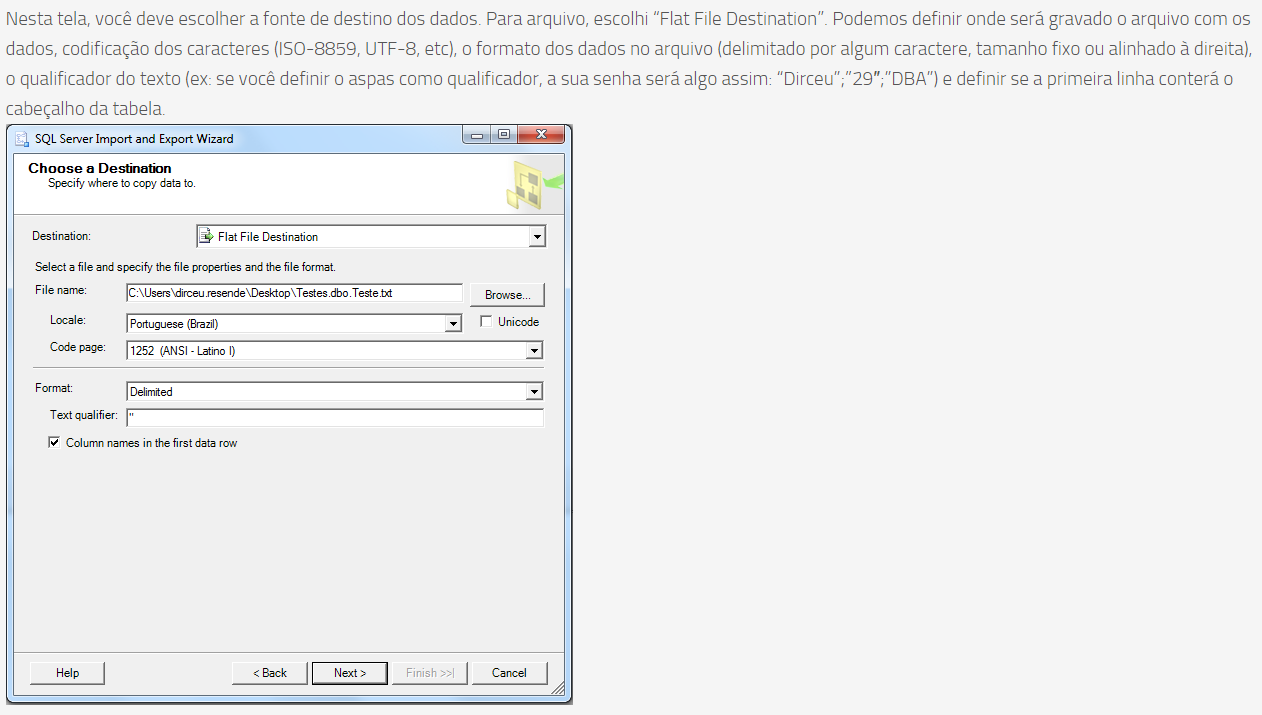 Nesta tela, você deve escolher a fonte de destino dos dados. Para arquivo, escolhi “Flat File Destination”. Podemos definir onde será gravado o arquivo com os
dados, codificação dos caracteres (ISO-8859, UTF-8, etc), o formato dos dados no arquivo (delimitado por algum caractere, tamanho fixo ou alinhado à direita),
o qualificador do texto (ex: se você definir o aspas como qualificador, a sua senha será algo assim: “Dirceu”;”29″;”DBA”) e definir se a primeira linha conterá o
cabeçalho da tabela.
SQL Server Import and Export Wizard
Choose a Destination
Specify where to copy data to.
Destination: Flat File Destination
Select a file and specify the file properties and the file format.
File name: C:\Users\dirceu.resende\Desktop\Testes.dbo.Teste.txt Browse...
Locale: Portuguese (Brazil) Unicode
Code page: 1252 (ANSI - Latino I)
Format: Delimited
Text qualifier: "
Column names in the first data row
Help < Back Next > Finish >>| Cancel